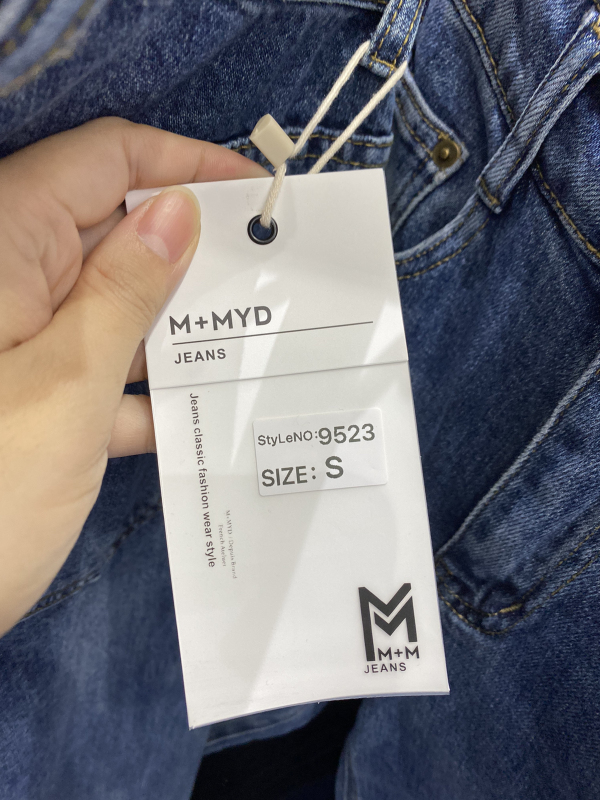 M+MYD
JEANS
Jeans classic fashion wear style
StyLeNO:9523
SIZE: S
M+M
JEANS